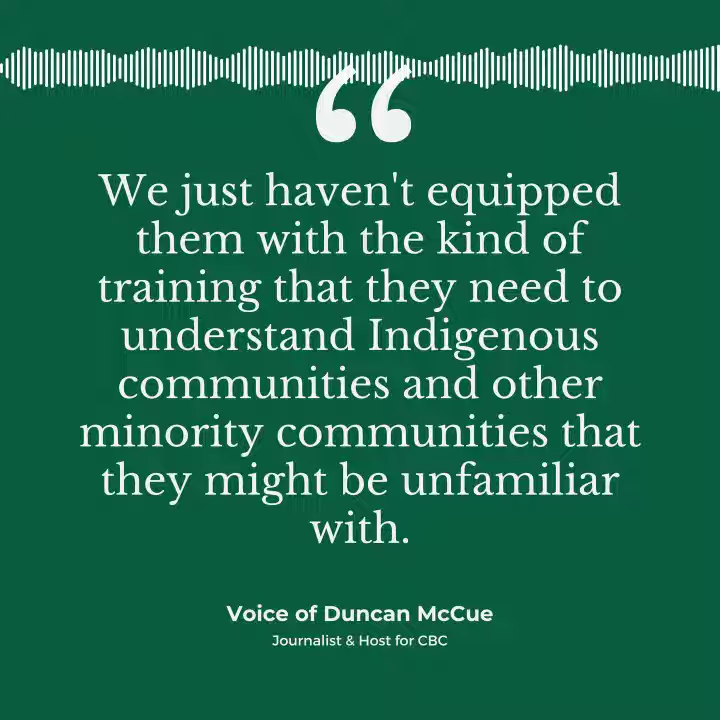 “
We just haven't equipped
them with the kind of
training that they need to
understand Indigenous
communities and other
minority communities that
they might be unfamiliar
with.
Voice of Duncan McCue
Journalist & Host for CBC